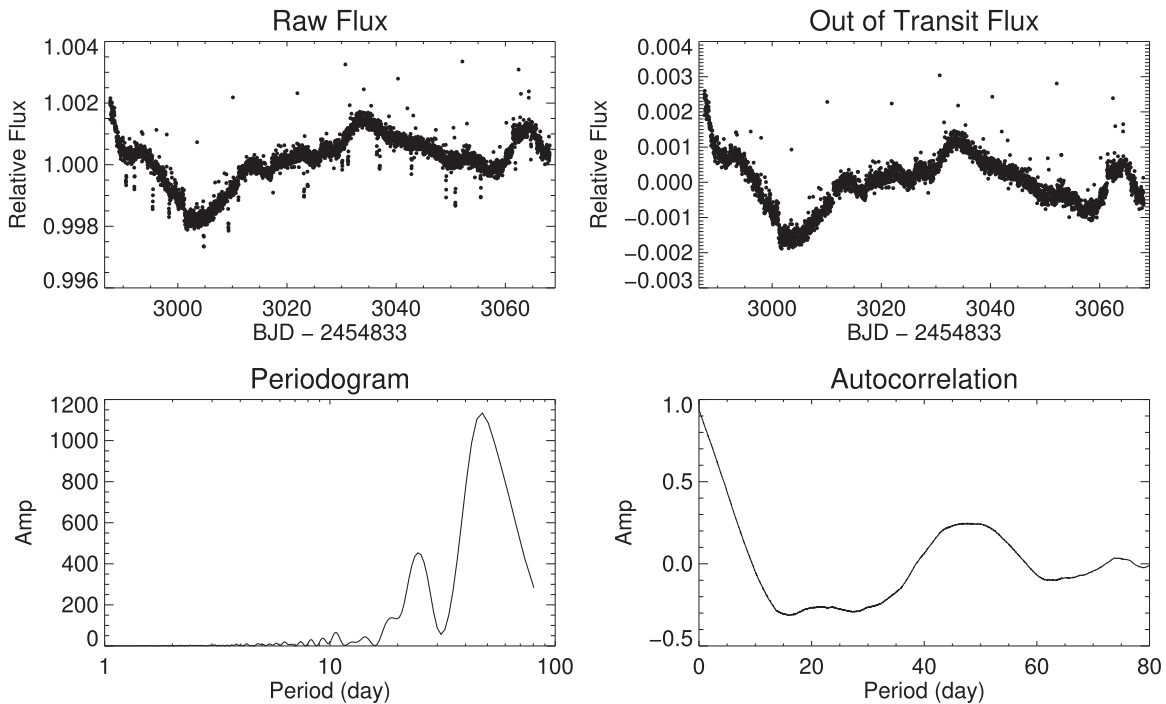 Raw Flux
1.004
1.002
1.000
0.998
0.996
Relative Flux
3000 3020 3040 3060
BJD − 2454833
Out of Transit Flux
0.004
0.003
0.002
0.001
0.000
−0.001
−0.002
−0.003
Relative Flux
3000 3020 3040 3060
BJD − 2454833
Periodogram
1200
1000
800
600
400
200
0
Amp
1 10 100
Period (day)
Autocorrelation
1.0
0.5
0.0
−0.5
Amp
0 20 40 60 80
Period (day)